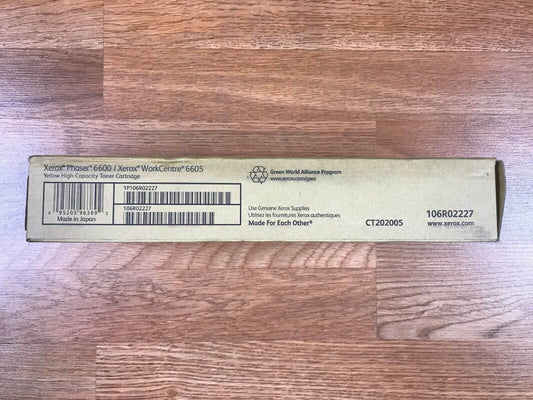 Xerox® Phaser® 6600 / Xerox® WorkCentre® 6605
Yellow High-Capacity Toner Cartridge
1P106R02227
106R02227
95205 96389
Made in Japan
Green World Alliance Program
www.xerox.com/gwa
Use Genuine Xerox Supplies
Utilisez les fournitures Xerox authentiques
Made For Each Other®
CT202005
106R02227
www.xerox.com